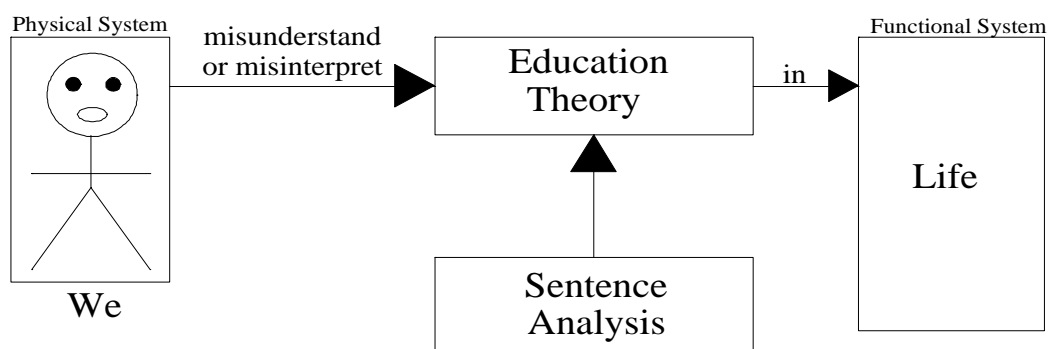 Physical System
We
misunderstand
or misinterpret
Education
Theory
in
Functional System
Life
Sentence
Analysis